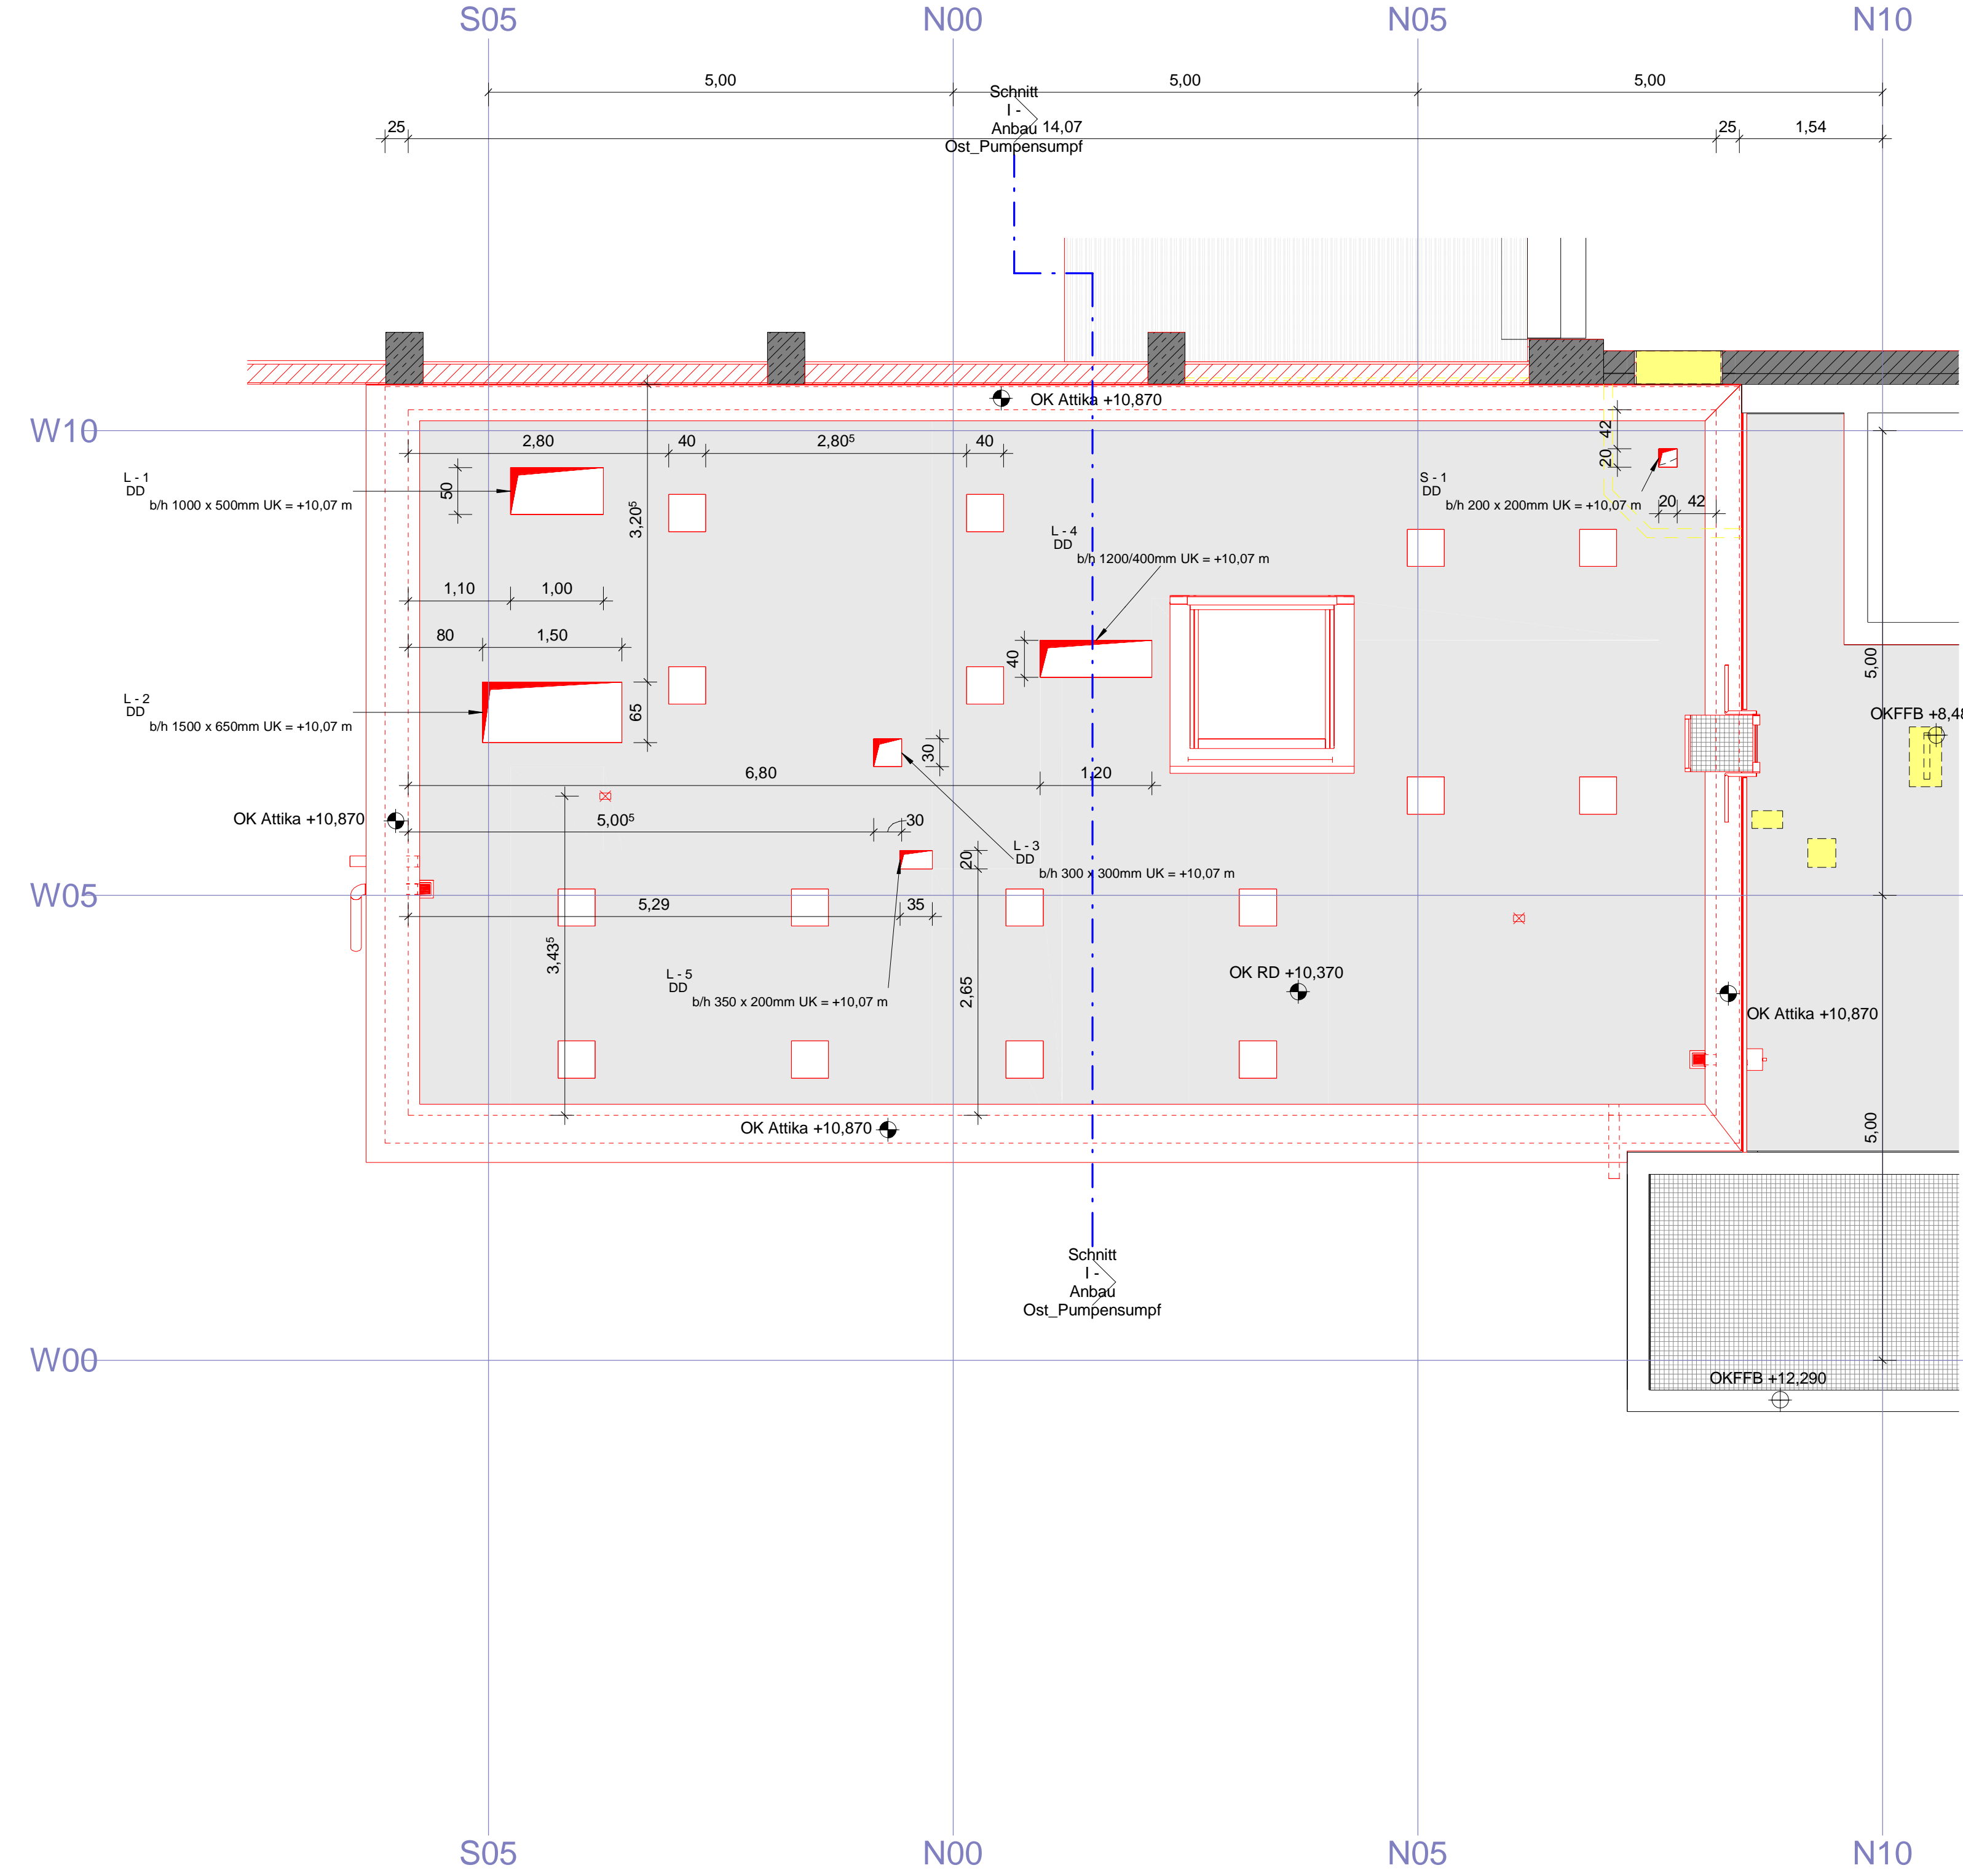 S05
N00
N05
N10
5,00
5,00
5,00
Schnitt
I -
Anbau
Ost_Pumpensumpf
25
14,07
25
1,54
OK Attika +10,870
W10
2,80
40
2,80⁵
40
42
20
L - 1
DD
b/h 1000 x 500mm UK = +10,07 m
50
3,20⁵
S - 1
DD
b/h 200 x 200mm UK = +10,07 m
20
42
L - 4
DD
b/h 1200/400mm UK = +10,07 m
1,10
1,00
80
1,50
40
5,00
L - 2
DD
b/h 1500 x 650mm UK = +10,07 m
65
OKFFB +8,48
30
6,80
1,20
OK Attika +10,870
5,00⁵
30
L - 3
DD
b/h 300 x 300mm UK = +10,07 m
20
W05
5,29
35
3,43⁵
L - 5
DD
b/h 350 x 200mm UK = +10,07 m
2,65
OK RD +10,370
OK Attika +10,870
OK Attika +10,870
5,00
Schnitt
I -
Anbau
Ost_Pumpensumpf
W00
OKFFB +12,290
S05
N00
N05
N10